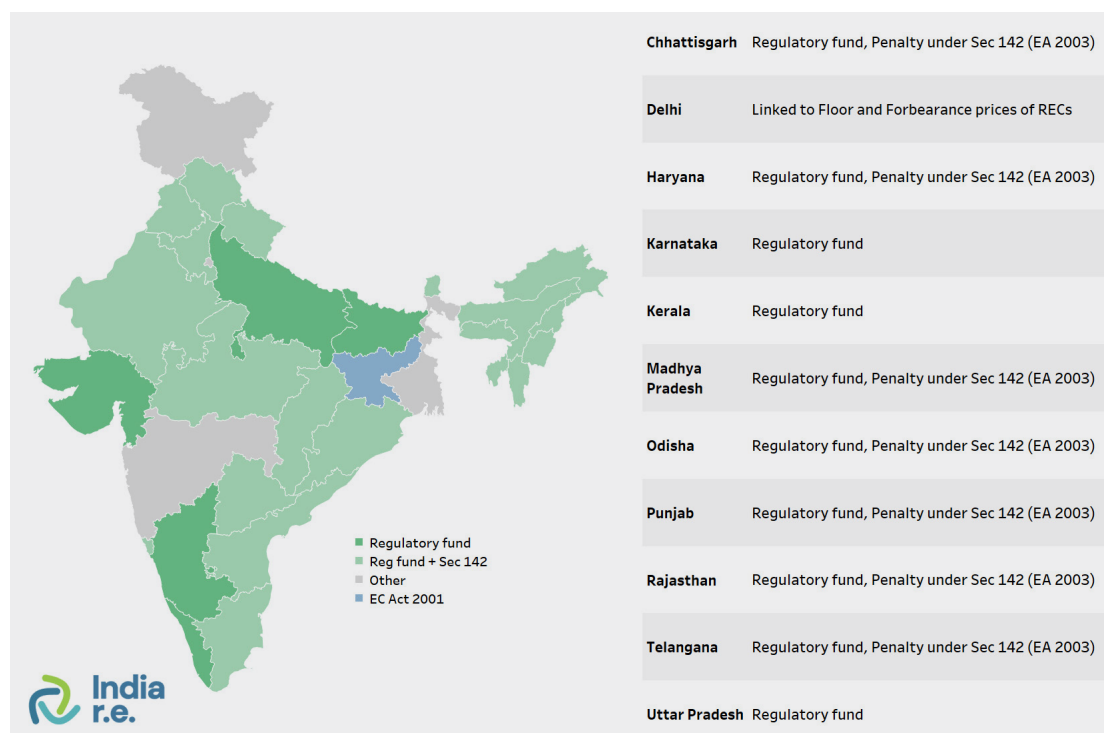 Chhattisgarh Regulatory fund, Penalty under Sec 142 (EA 2003)
Delhi Linked to Floor and Forbearance prices of RECs
Haryana Regulatory fund, Penalty under Sec 142 (EA 2003)
Karnataka Regulatory fund
Kerala Regulatory fund
Madhya
Pradesh Regulatory fund, Penalty under Sec 142 (EA 2003)
Odisha Regulatory fund, Penalty under Sec 142 (EA 2003)
Punjab Regulatory fund, Penalty under Sec 142 (EA 2003)
Rajasthan Regulatory fund, Penalty under Sec 142 (EA 2003)
Telangana Regulatory fund, Penalty under Sec 142 (EA 2003)
Uttar Pradesh Regulatory fund
Regulatory fund
Reg fund + Sec 142
Other
EC Act 2001
India
r.e.